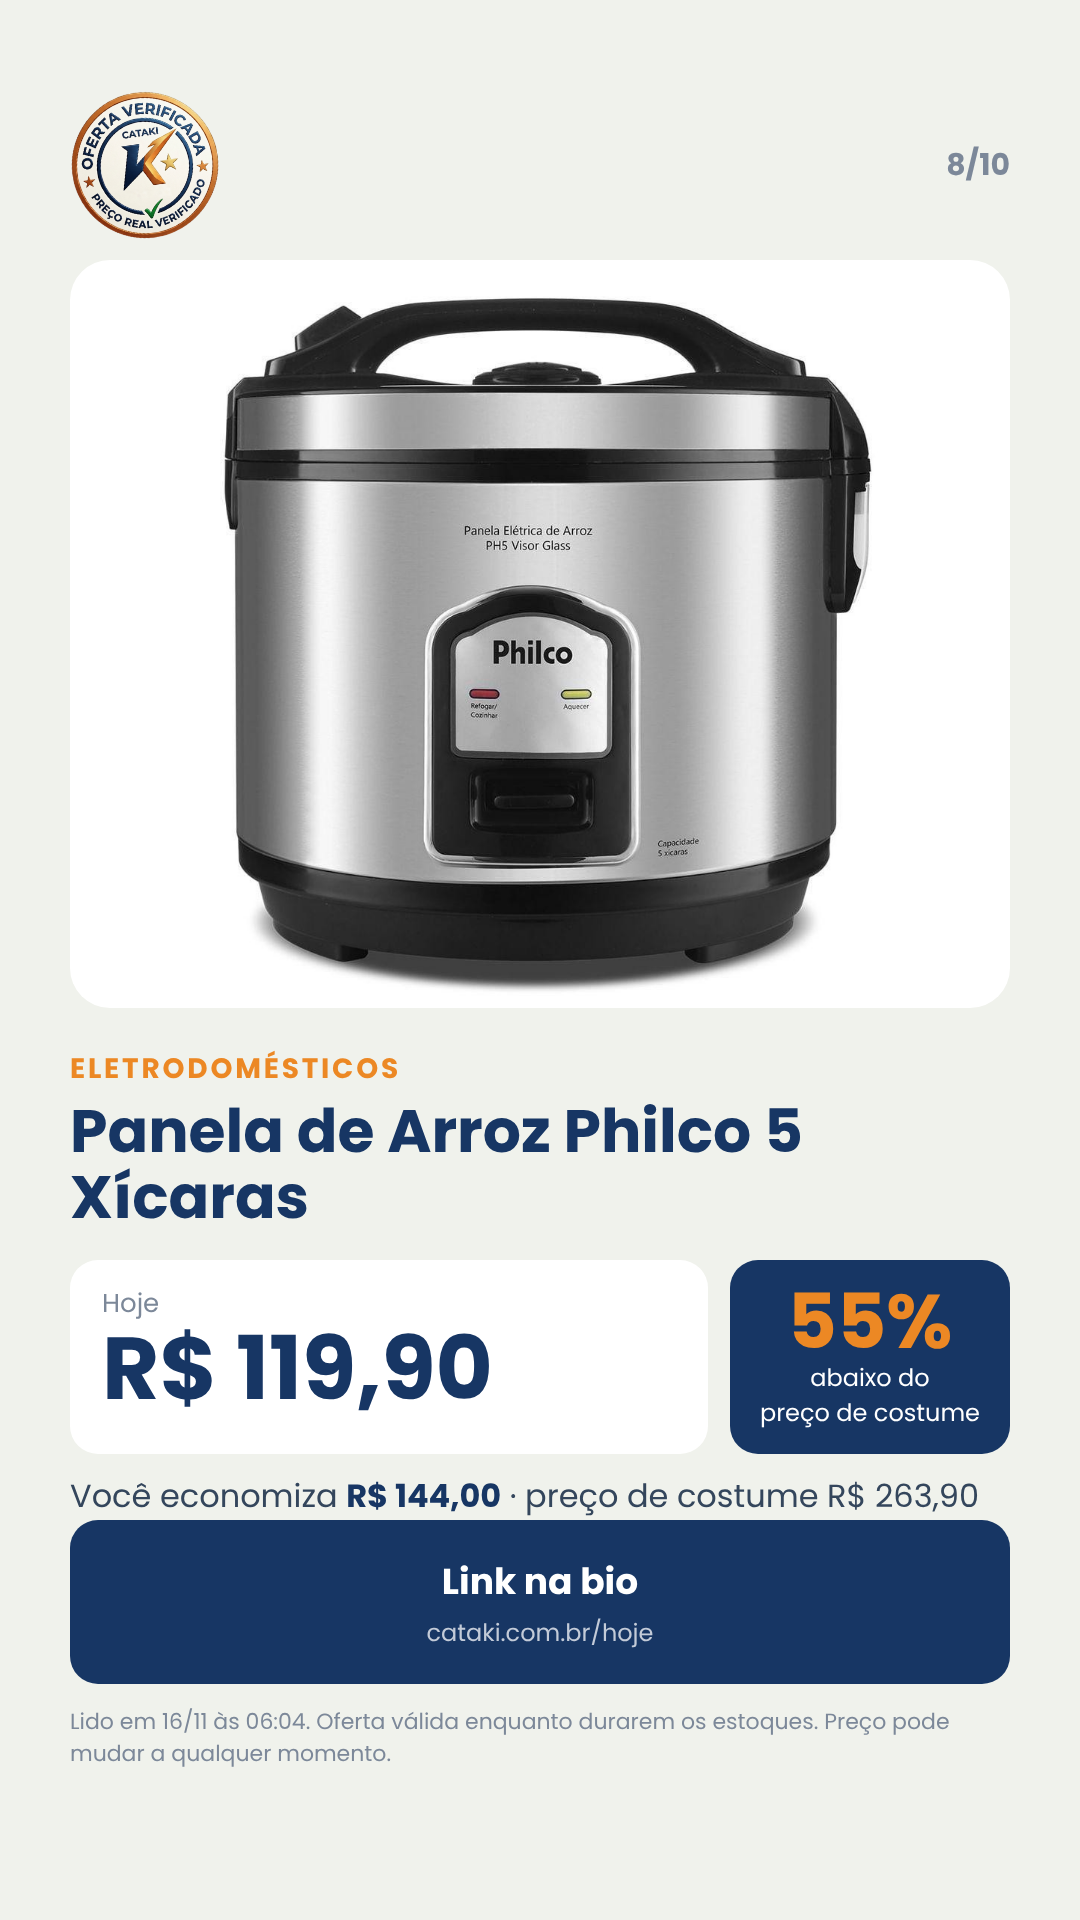 OFERTA VERIFICADA
CATAKI
K
PREÇO REAL VERIFICADO
8/10
Panela Elétrica de Arroz
PH5 Visor Glass
Philco
Refogar/
Cozinhar
Aquecer
Capacidade
5 xícaras
ELETRODOMÉSTICOS
Panela de Arroz Philco 5
Xícaras
Hoje
R$ 119,90
55%
abaixo do
preço de costume
Você economiza R$ 144,00 · preço de costume R$ 263,90
Link na bio
cataki.com.br/hoje
Lido em 16/11 às 06:04. Oferta válida enquanto durarem os estoques. Preço pode
mudar a qualquer momento.